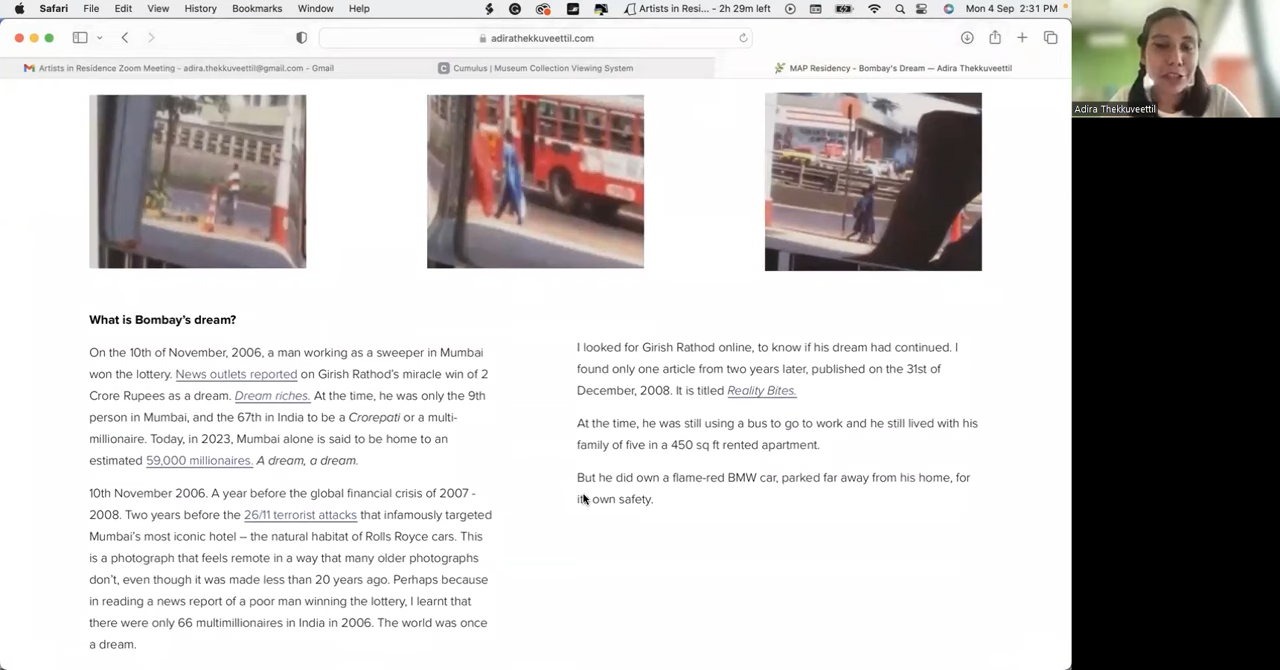 Safari File Edit View History Bookmarks Window Help
Artists in Resi... - 2h 29m left
Mon 4 Sep 2:31 PM
adirathekkuveettil.com
Artists in Residence Zoom Meeting - adira.thekkuveettil@gmail.com - Gmail
Cumulus | Museum Collection Viewing System
MAP Residency - Bombay's Dream — Adira Thekkuveettil
Adira Thekkuveettil
What is Bombay's dream?
On the 10th of November, 2006, a man working as a sweeper in Mumbai
won the lottery. News outlets reported on Girish Rathod's miracle win of 2
Crore Rupees as a dream. Dream riches. At the time, he was only the 9th
person in Mumbai, and the 67th in India to be a Crorepati or a multi-
millionaire. Today, in 2023, Mumbai alone is said to be home to an
estimated 59,000 millionaires. A dream, a dream.
10th November 2006. A year before the global financial crisis of 2007 -
2008. Two years before the 26/11 terrorist attacks that infamously targeted
Mumbai's most iconic hotel – the natural habitat of Rolls Royce cars. This
is a photograph that feels remote in a way that many older photographs
don't, even though it was made less than 20 years ago. Perhaps because
in reading a news report of a poor man winning the lottery, I learnt that
there were only 66 multimillionaires in India in 2006. The world was once
a dream.
I looked for Girish Rathod online, to know if his dream had continued. I
found only one article from two years later, published on the 31st of
December, 2008. It is titled Reality Bites.
At the time, he was still using a bus to go to work and he still lived with his
family of five in a 450 sq ft rented apartment.
But he did own a flame-red BMW car, parked far away from his home, for
its own safety.